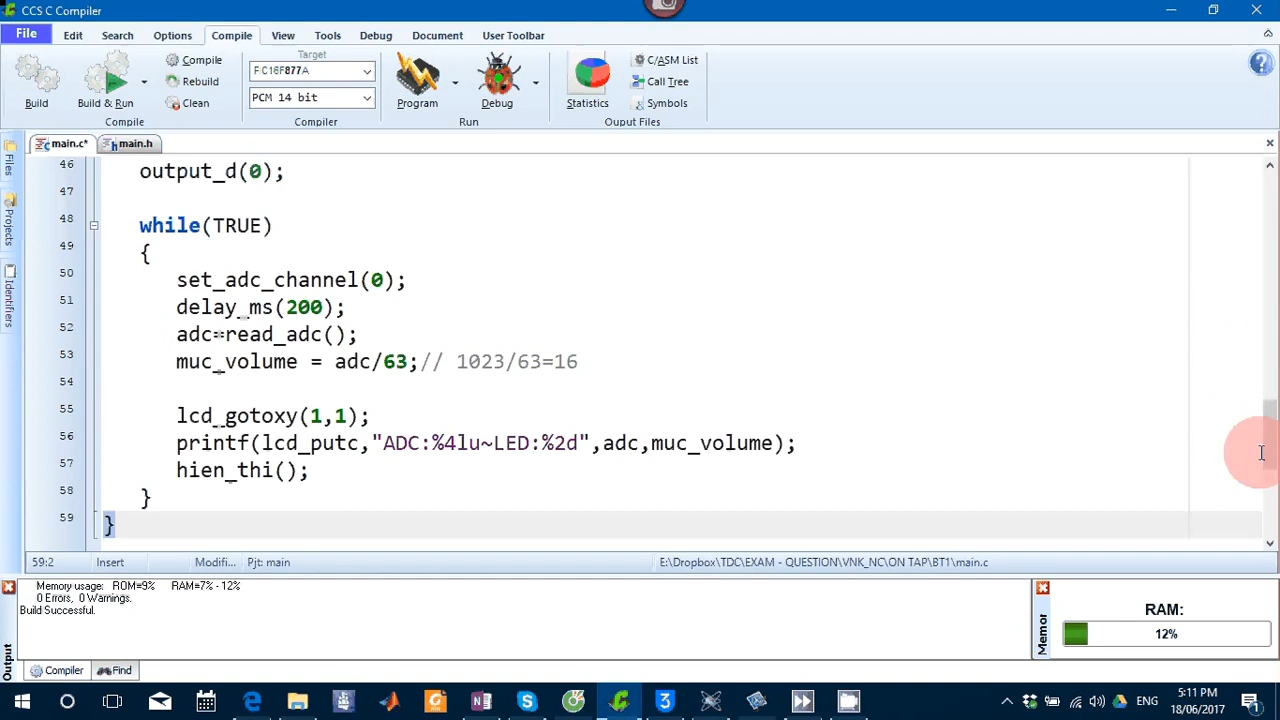 CCS C Compiler
File Edit Search Options Compile View Tools Debug Document User Toolbar
Build
Build & Run
Compile
Rebuild
Clean
Compile
Target
PCM 14 bit
Compiler
Program
Debug
Run
Statistics
C/ASM List
Call Tree
Symbols
Ouput Files
main.c* main.h
Files
Projects
Identifiers
46 output_d(0);
47
48 while(TRUE)
49 {
50 set_adc_channel(0);
51 delay_ms(200);
52 adc=read_adc();
53 muc_volume = adc/63;// 1023/63=16
54
55 lcd_gotoxy(1,1);
56 printf(lcd_putc,"ADC:%4lu~LED:%2d",adc,muc_volume);
57 hien_thi();
58 }
59 }
59:2 Insert Modifi... Pjt: main E:\Dropbox\TDC\EXAM - QUESTION\VNK_NC\ON TAP\BT1\main.c
Memory usage: ROM=9% RAM=7% - 12%
0 Errors, 0 Warnings.
Build Successful.
Output
Compiler Find
Memor
RAM:
12%
ENG
5:11 PM
18/06/2017